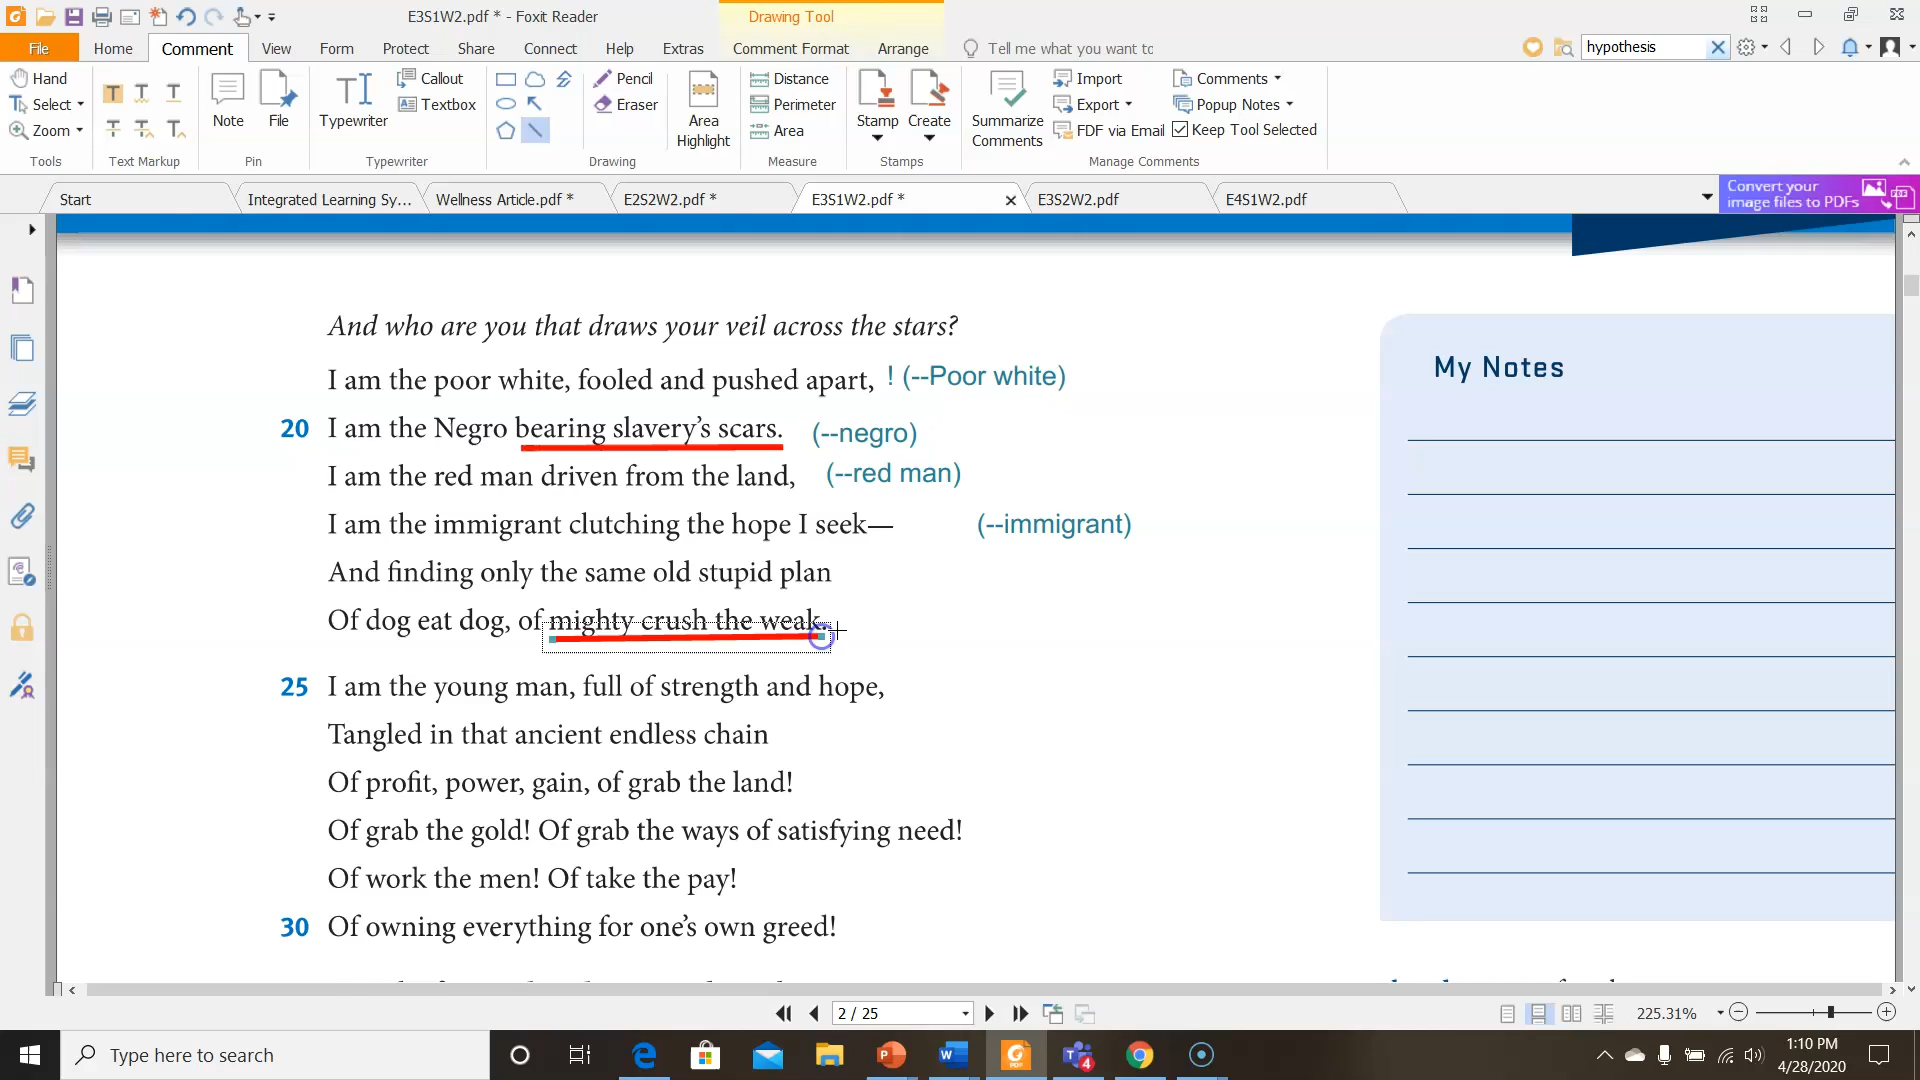 E3S1W2.pdf * - Foxit Reader
Drawing Tool
File Home Comment View Form Protect Share Connect Help Extras Comment Format Arrange Tell me what you want to hypothesis
Hand
Select
Zoom
Tools
Text Markup
Note
File
Pin
Typewriter
Callout
Textbox
Typewriter
Pencil
Eraser
Drawing
Area Highlight
Distance
Perimeter
Area
Measure
Stamp
Create
Stamps
Summarize Comments
Import
Export
FDF via Email
Comments
Popup Notes
Keep Tool Selected
Manage Comments
Start
Integrated Learning Sy...
Wellness Article.pdf *
E2S2W2.pdf *
E3S1W2.pdf *
E3S2W2.pdf
E4S1W2.pdf
Convert your
image files to PDFs
And who are you that draws your veil across the stars?
I am the poor white, fooled and pushed apart, ! (--Poor white)
20 I am the Negro bearing slavery’s scars. (--negro)
I am the red man driven from the land, (--red man)
I am the immigrant clutching the hope I seek— (--immigrant)
And finding only the same old stupid plan
Of dog eat dog, of mighty crush the weak.
25 I am the young man, full of strength and hope,
Tangled in that ancient endless chain
Of profit, power, gain, of grab the land!
Of grab the gold! Of grab the ways of satisfying need!
Of work the men! Of take the pay!
30 Of owning everything for one’s own greed!
My Notes
2 / 25
225.31%
Type here to search
4
1:10 PM
4/28/2020